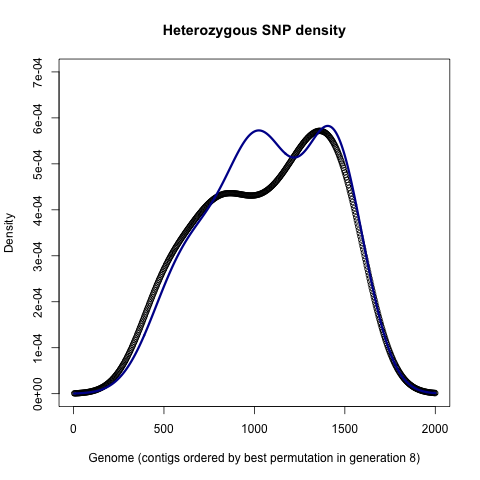 Heterozygous SNP density
7e-04
6e-04
5e-04
4e-04
3e-04
2e-04
1e-04
0e+00
Density
0 500 1000 1500 2000
Genome (contigs ordered by best permutation in generation 8)